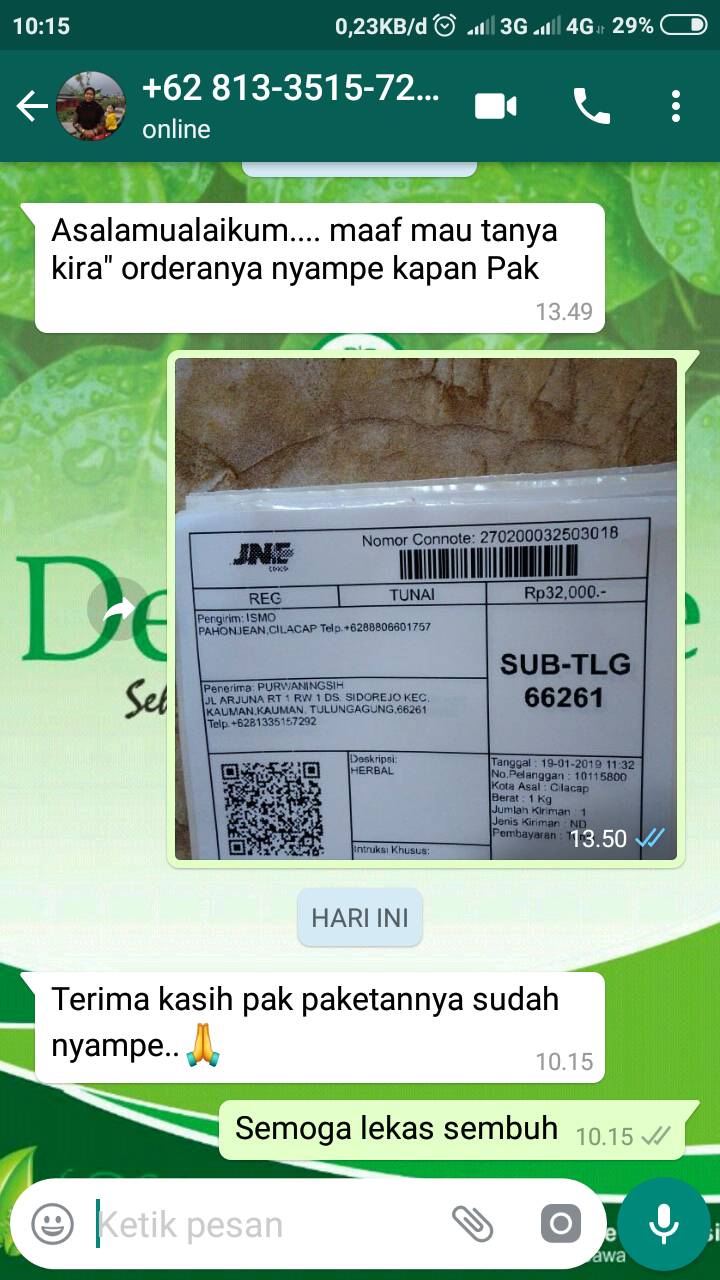 10:15
0,23KB/d
3G
4G
29%
+62 813-3515-72...
online
Asalamualaikum.... maaf mau tanya
kira" orderanya nyampe kapan Pak
13.49
De
e
Sel
JNE
Nomor Connote: 270200032503018
REG
TUNAI
Rp32,000.-
Pengirim: ISMO
PAHONJEAN,CILACAP Telp.+6288806601757
SUB-TLG
66261
Penerima: PURWANINGSIH
JL ARJUNA RT 1 RW 1 DS. SIDOREJO KEC.
KAUMAN,KAUMAN. TULUNGAGUNG,66261
Telp.+6281335157292
Deskripsi:
HERBAL
Intruksi Khusus:
Tanggal : 19-01-2019 11:32
No.Pelanggan : 10115800
Kota Asal : Cilacap
Berat : 1 Kg
Jumlah Kiriman : 1
Jenis Kiriman : ND
Pembayaran :
13.50
HARI INI
Terima kasih pak paketannya sudah
nyampe..🙏
10.15
Semoga lekas sembuh
10.15
Ketik pesan